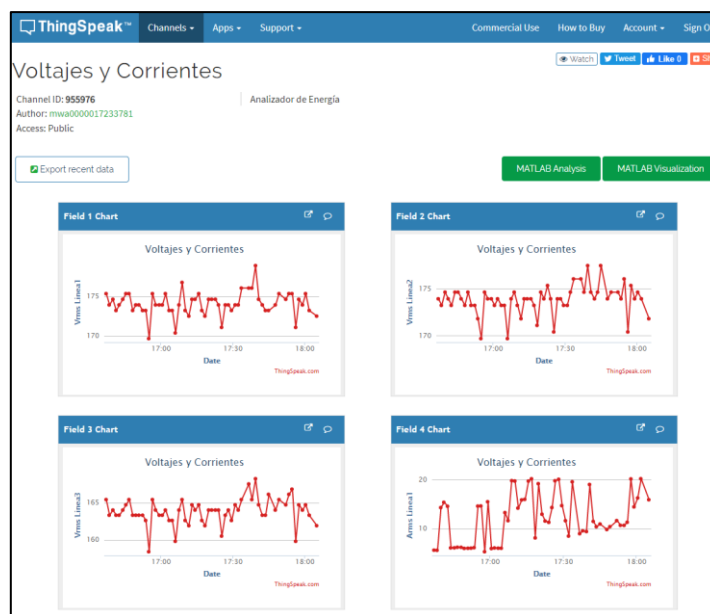 ThingSpeak™ Channels Apps Support Commercial Use How to Buy Account Sign O
Voltajes y Corrientes
Watch Tweet Like 0
Channel ID: 955976 Analizador de Energía
Author: mwa0000017233781
Access: Public
Export recent data MATLAB Analysis MATLAB Visualization
Field 1 Chart
Voltajes y Corrientes
Vrms Linea1
175
170
17:00 17:30 18:00
Date
ThingSpeak.com
Field 2 Chart
Voltajes y Corrientes
Vrms Linea2
175
170
17:00 17:30 18:00
Date
ThingSpeak.com
Field 3 Chart
Voltajes y Corrientes
Vrms Linea3
165
160
17:00 17:30 18:00
Date
ThingSpeak.com
Field 4 Chart
Voltajes y Corrientes
Arms Linea1
20
10
17:00 17:30 18:00
Date
ThingSpeak.com